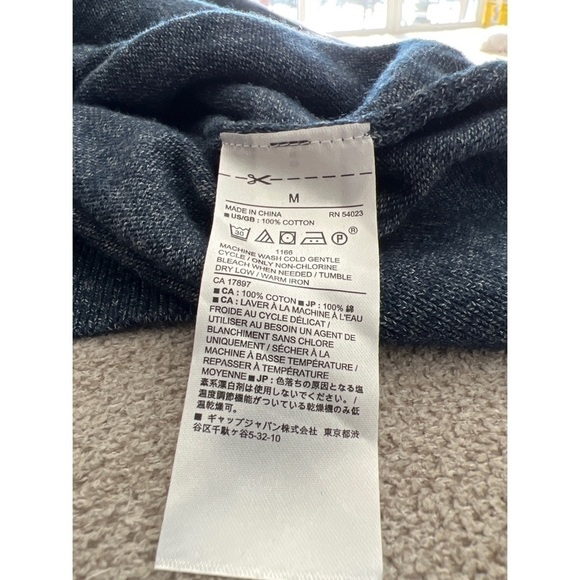 M
MADE IN CHINA RN 54023
■ US/GB: 100% COTTON
30 P ®
1166
MACHINE WASH COLD GENTLE
CYCLE / ONLY NON-CHLORINE
BLEACH WHEN NEEDED / TUMBLE
DRY LOW / WARM IRON
CA 17897
■ CA : 100% COTON ■ JP : 100% 綿
■ CA : LAVER À LA MACHINE À L'EAU
FROIDE AU CYCLE DÉLICAT /
UTILISER AU BESOIN UN AGENT DE
BLANCHIMENT SANS CHLORE
UNIQUEMENT / SÉCHER À LA
MACHINE À BASSE TEMPÉRATURE /
REPASSER À TEMPÉRATURE
MOYENNE ■ JP : 色落ちの原因となる塩
素系漂白剤は使用しないでください。/
温度調節機能がついている乾燥機のみ低
温乾燥可。
■ ギャップジャパン株式会社 東京都渋
谷区千駄ヶ谷5-32-10